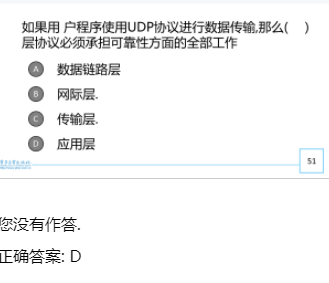 如果用 户程序使用UDP协议进行数据传输,那么(    )
层协议必须承担可靠性方面的全部工作
A 数据链路层
B 网际层.
C 传输层.
D 应用层
51
您没有作答.
正确答案: D